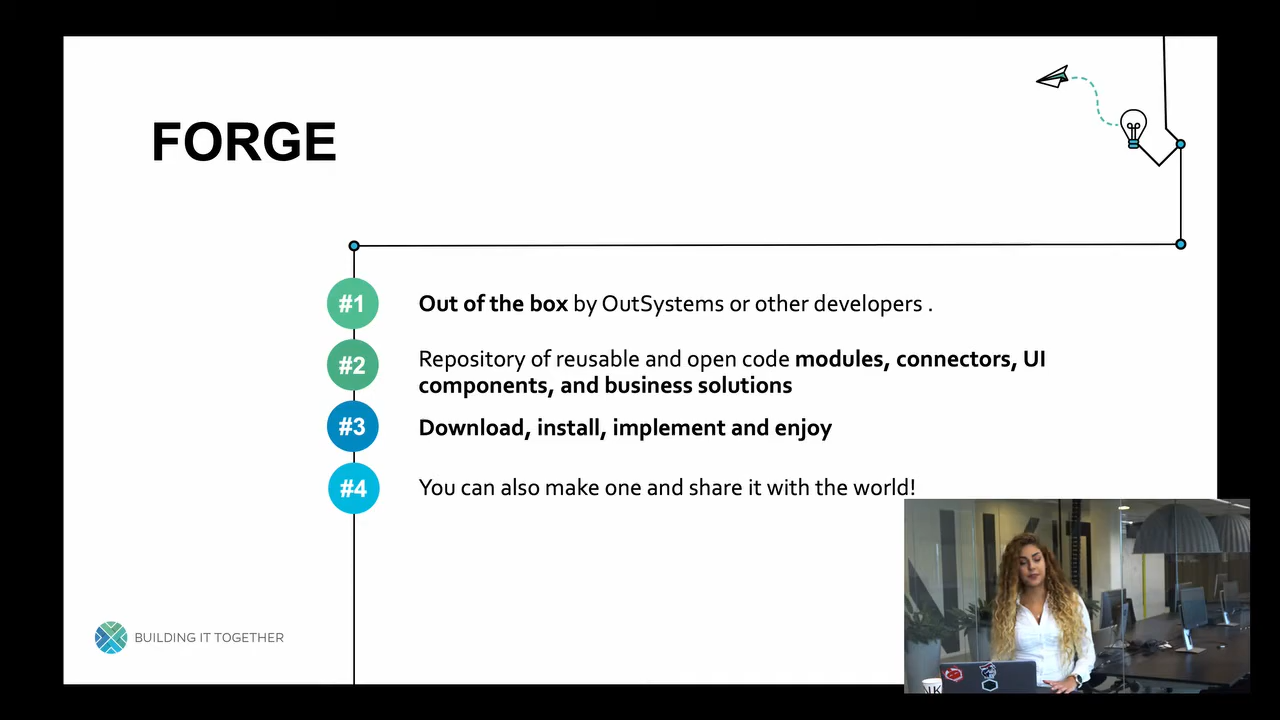 FORGE
#1
Out of the box by OutSystems or other developers .
#2
Repository of reusable and open code modules, connectors, UI
components, and business solutions
#3
Download, install, implement and enjoy
#4
You can also make one and share it with the world!
BUILDING IT TOGETHER